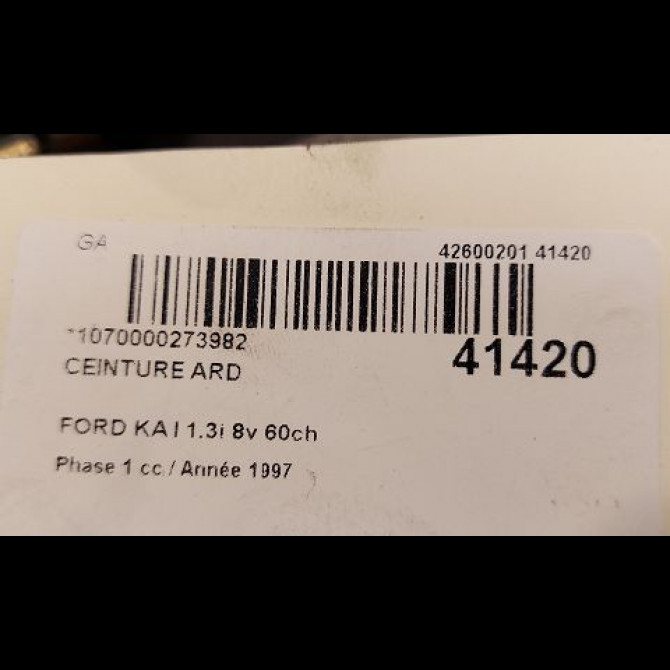 GA
42600201 41420
*1070000273982
41420
CEINTURE ARD
FORD KA I 1.3i 8v 60ch
Phase 1 cc / Année 1997